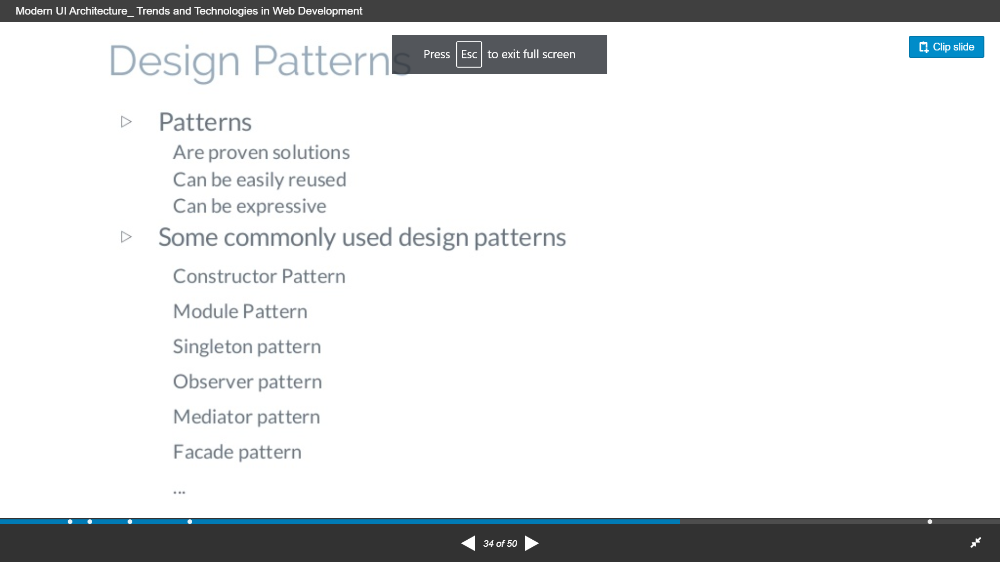 Modern UI Architecture_ Trends and Technologies in Web Development
Design Patterns
Press Esc to exit full screen
Clip slide
Patterns
Are proven solutions
Can be easily reused
Can be expressive
Some commonly used design patterns
Constructor Pattern
Module Pattern
Singleton pattern
Observer pattern
Mediator pattern
Facade pattern
...
34 of 50